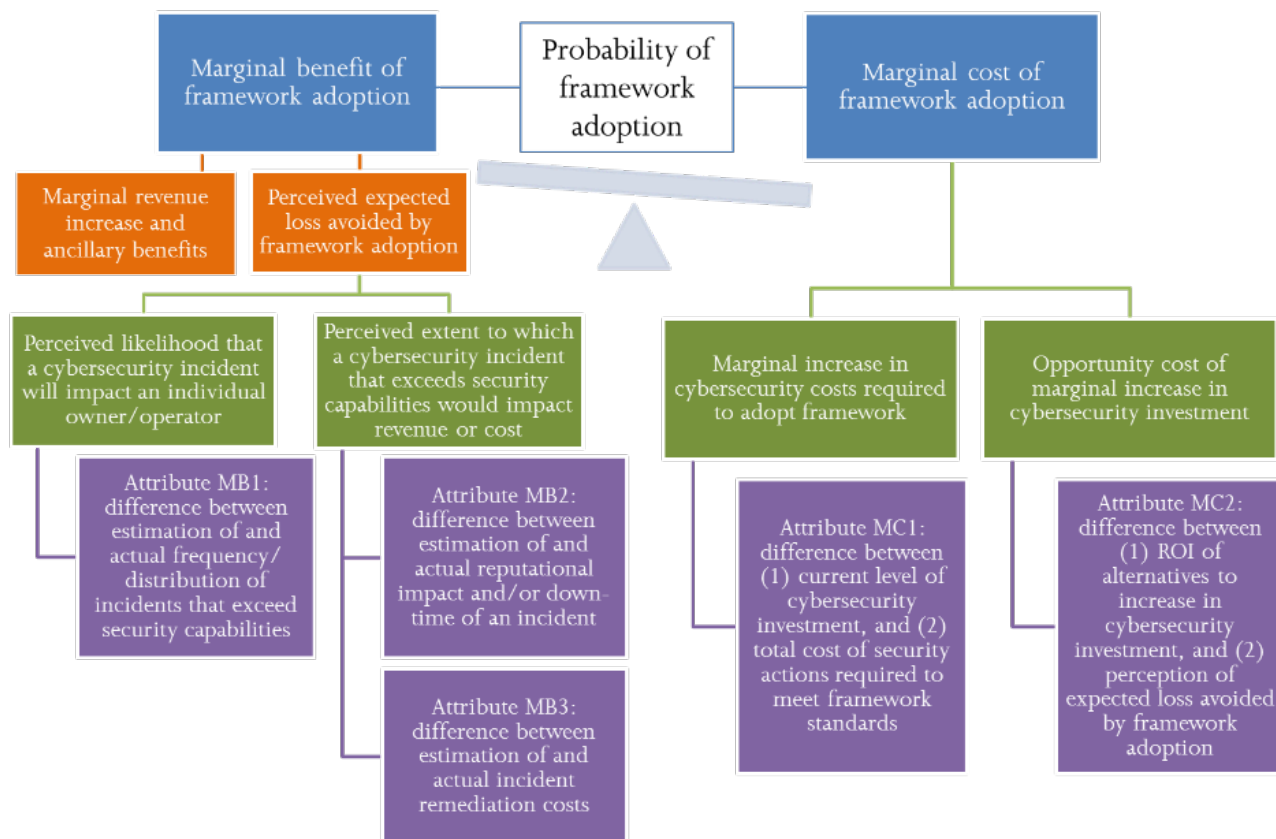 Marginal benefit of
framework adoption
Probability of
framework
adoption
Marginal cost of
framework adoption
Marginal revenue
increase and
ancillary benefits
Perceived expected
loss avoided by
framework adoption
Perceived likelihood that
a cybersecurity incident
will impact an individual
owner/operator
Perceived extent to which
a cybersecurity incident
that exceeds security
capabilities would impact
revenue or cost
Marginal increase in
cybersecurity costs required
to adopt framework
Opportunity cost of
marginal increase in
cybersecurity investment
Attribute MB1:
difference between
estimation of and
actual frequency/
distribution of
incidents that exceed
security capabilities
Attribute MB2:
difference between
estimation of and
actual reputational
impact and/or down-
time of an incident
Attribute MB3:
difference between
estimation of and
actual incident
remediation costs
Attribute MC1:
difference between
(1) current level of
cybersecurity
investment, and (2)
total cost of security
actions required to
meet framework
standards
Attribute MC2:
difference between
(1) ROI of
alternatives to
increase in
cybersecurity
investment, and (2)
perception of
expected loss avoided
by framework
adoption